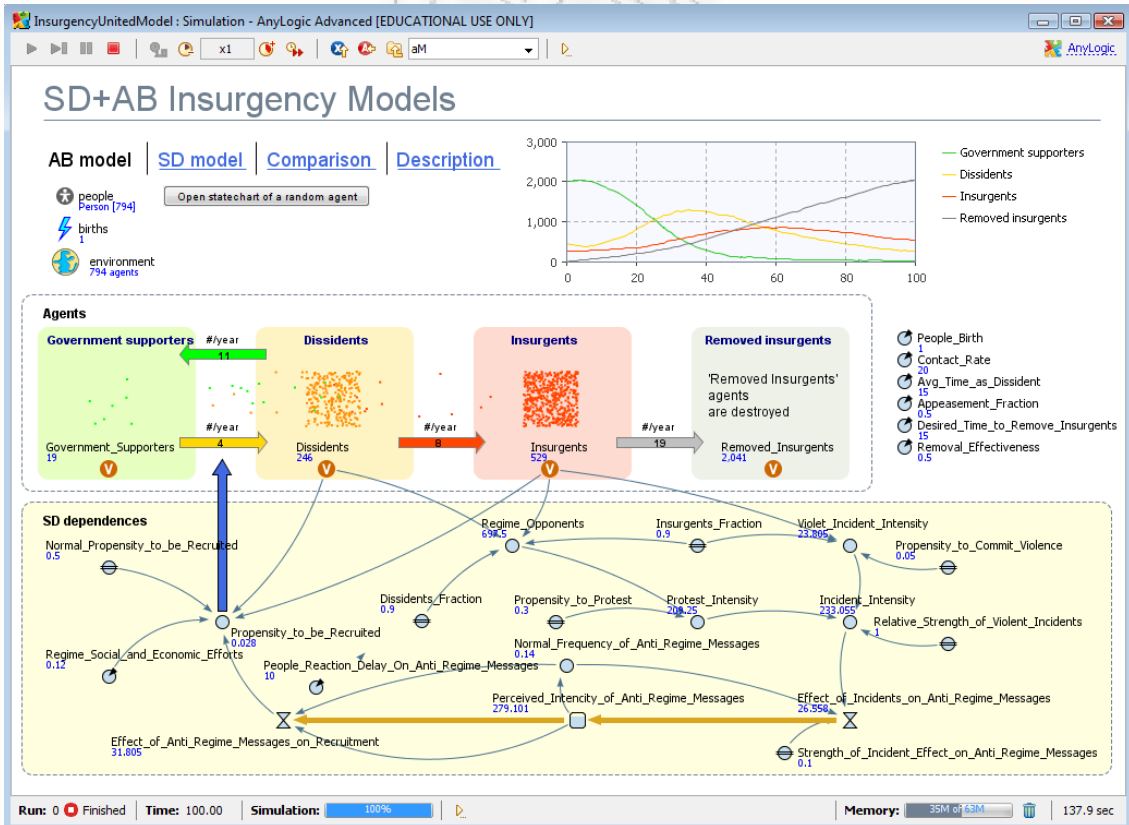 InsurgencyUnitedModel : Simulation - AnyLogic Advanced [EDUCATIONAL USE ONLY]
x1
aM
AnyLogic
SD+AB Insurgency Models
AB model
SD model
Comparison
Description
people
Person [794]
Open statechart of a random agent
births
1
environment
794 agents
3,000
2,000
1,000
0
0
20
40
60
80
100
Government supporters
Dissidents
Insurgents
Removed insurgents
Agents
Government supporters
#/year
11
Dissidents
Insurgents
Removed insurgents
'Removed Insurgents'
agents
are destroyed
Government_Supporters
19
#/year
4
Dissidents
246
#/year
8
Insurgents
529
#/year
19
Removed_Insurgents
2,041
V
V
V
V
People_Birth
1
Contact_Rate
20
Avg_Time_as_Dissident
15
Appeasement_Fraction
0.5
Desired_Time_to_Remove_Insurgents
15
Removal_Effectiveness
0.5
SD dependences
Normal_Propensity_to_be_Recruited
0.5
Regime_Opponents
697.5
Insurgents_Fraction
0.9
Violet_Incident_Intensity
23.805
Propensity_to_Commit_Violence
0.05
Dissidents_Fraction
0.9
Propensity_to_Protest
0.3
Protest_Intensity
209.25
Incident_Intensity
233.055
Relative_Strength_of_Violent_Incidents
1
Propensity_to_be_Recruited
0.028
Regime_Social_and_Economic_Efforts
0.12
People_Reaction_Delay_On_Anti_Regime_Messages
10
Normal_Frequency_of_Anti_Regime_Messages
0.14
Perceived_Intencity_of_Anti_Regime_Messages
279.101
Effect_of_Incidents_on_Anti_Regime_Messages
26.558
Effect_of_Anti_Regime_Messages_on_Recruitment
31.805
Strength_of_Incident_Effect_on_Anti_Regime_Messages
0.1
Run: 0 Finished
Time: 100.00
Simulation: 100%
Memory: 35M of 63M
137.9 sec